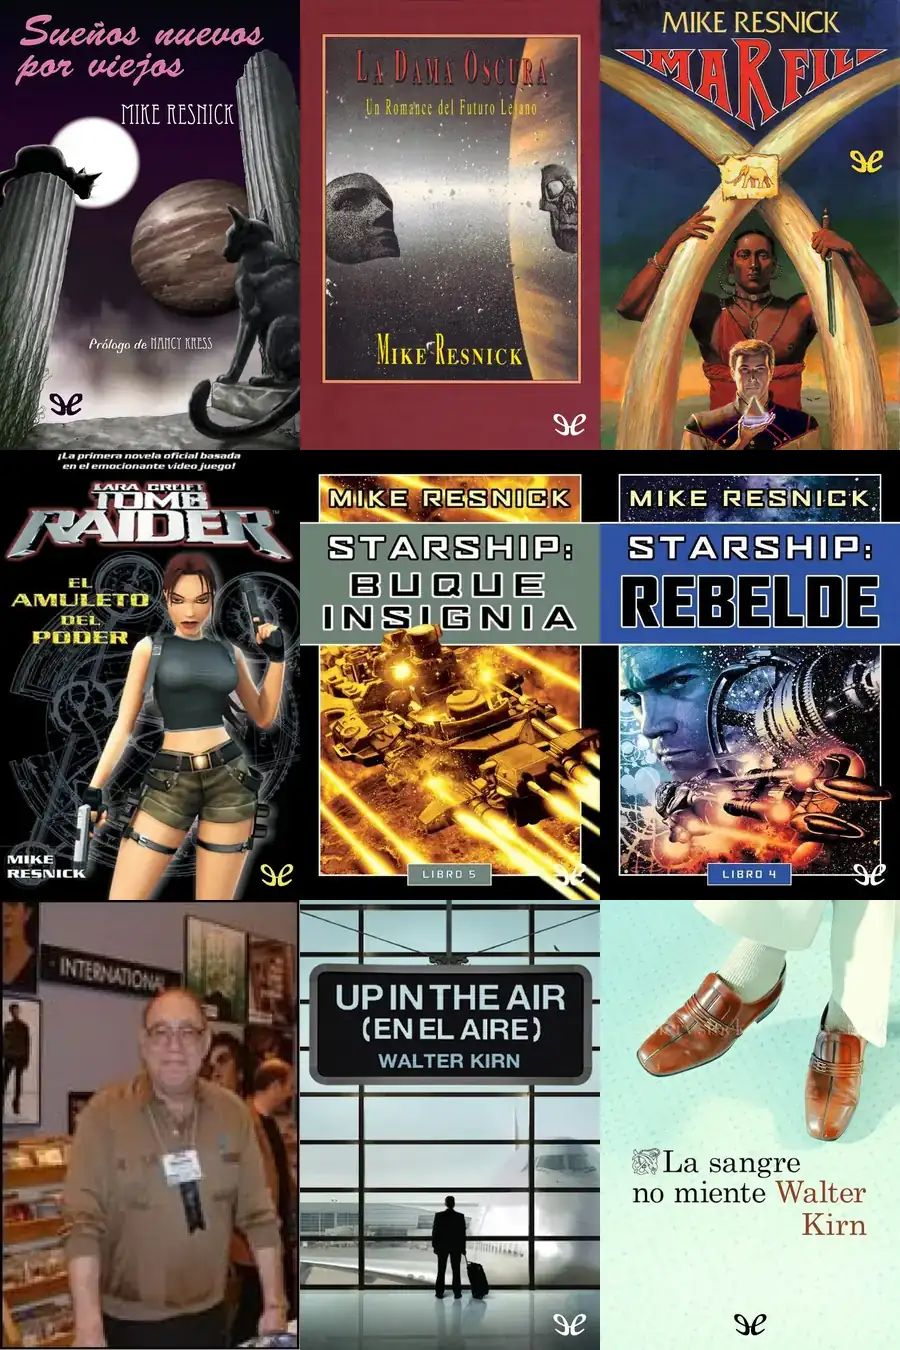 Sueños nuevos
por viejos
MIKE RESNICK
Prólogo de NANCY KRESS
LA DAMA OSCURA
Un Romance del Futuro Lejano
MIKE RESNICK
MIKE RESNICK
MARFIL
¡La primera novela oficial basada
en el emocionante video juego!
LARA CROFT
TOMB
RAIDER™
EL
AMULETO
DEL
PODER
MIKE
RESNICK
MIKE RESNICK
STARSHIP:
BUQUE
INSIGNIA
LIBRO 5
MIKE RESNICK
STARSHIP:
REBELDE
LIBRO 4
INTERNATIONAL
UP IN THE AIR
(EN EL AIRE)
WALTER KIRN
La sangre
no miente Walter
Kirn